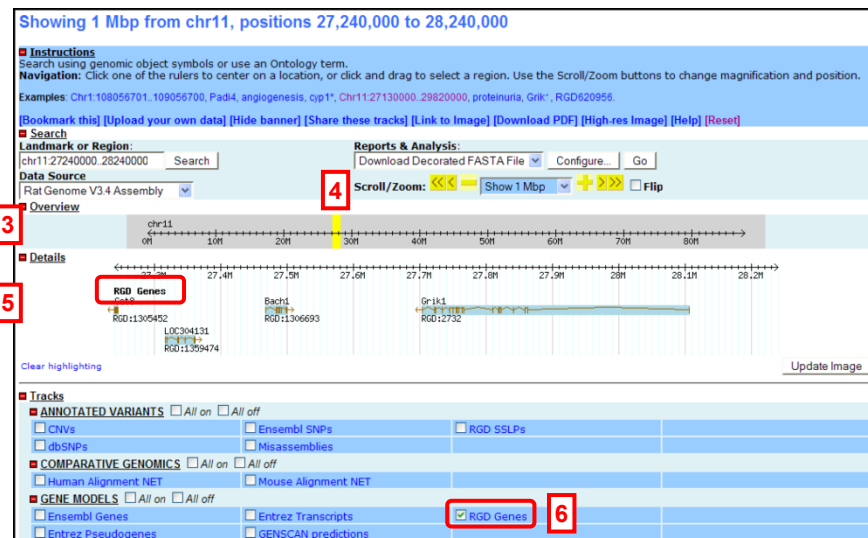 Showing 1 Mbp from chr11, positions 27,240,000 to 28,240,000
Instructions
Search using genomic object symbols or use an Ontology term.
Navigation: Click one of the rulers to center on a location, or click and drag to select a region. Use the Scroll/Zoom buttons to change magnification and position.
Examples: Chr1:108056701..109056700, Padi4, angiogenesis, cyp1*, Chr11:27130000..29820000, proteinuria, Grik*, RGD620956.
[Bookmark this] [Upload your own data] [Hide banner] [Share these tracks] [Link to Image] [Download PDF] [High-res Image] [Help] [Reset]
Search
Landmark or Region: Reports & Analysis:
chr11:27240000..28240000 Search Download Decorated FASTA File Configure... Go
Data Source
Rat Genome V3.4 Assembly 4 Scroll/Zoom: Show 1 Mbp Flip
Overview
3 chr11
0M 10M 20M 30M 40M 50M 60M 70M 80M
Details
27.3M 27.4M 27.5M 27.6M 27.7M 27.8M 27.9M 28M 28.1M 28.2M
5 RGD Genes
Bach1 Grik1
RGD:1305452 RGD:1306693 RGD:2732
LOC304131
RGD:1359474
Clear highlighting Update Image
Tracks
ANNOTATED VARIANTS All on All off
CNVs Ensembl SNPs RGD SSLPs
dbSNPs Misassemblies
COMPARATIVE GENOMICS All on All off
Human Alignment NET Mouse Alignment NET
GENE MODELS All on All off
Ensembl Genes Entrez Transcripts RGD Genes 6
Entrez Pseudogenes GENSCAN predictions